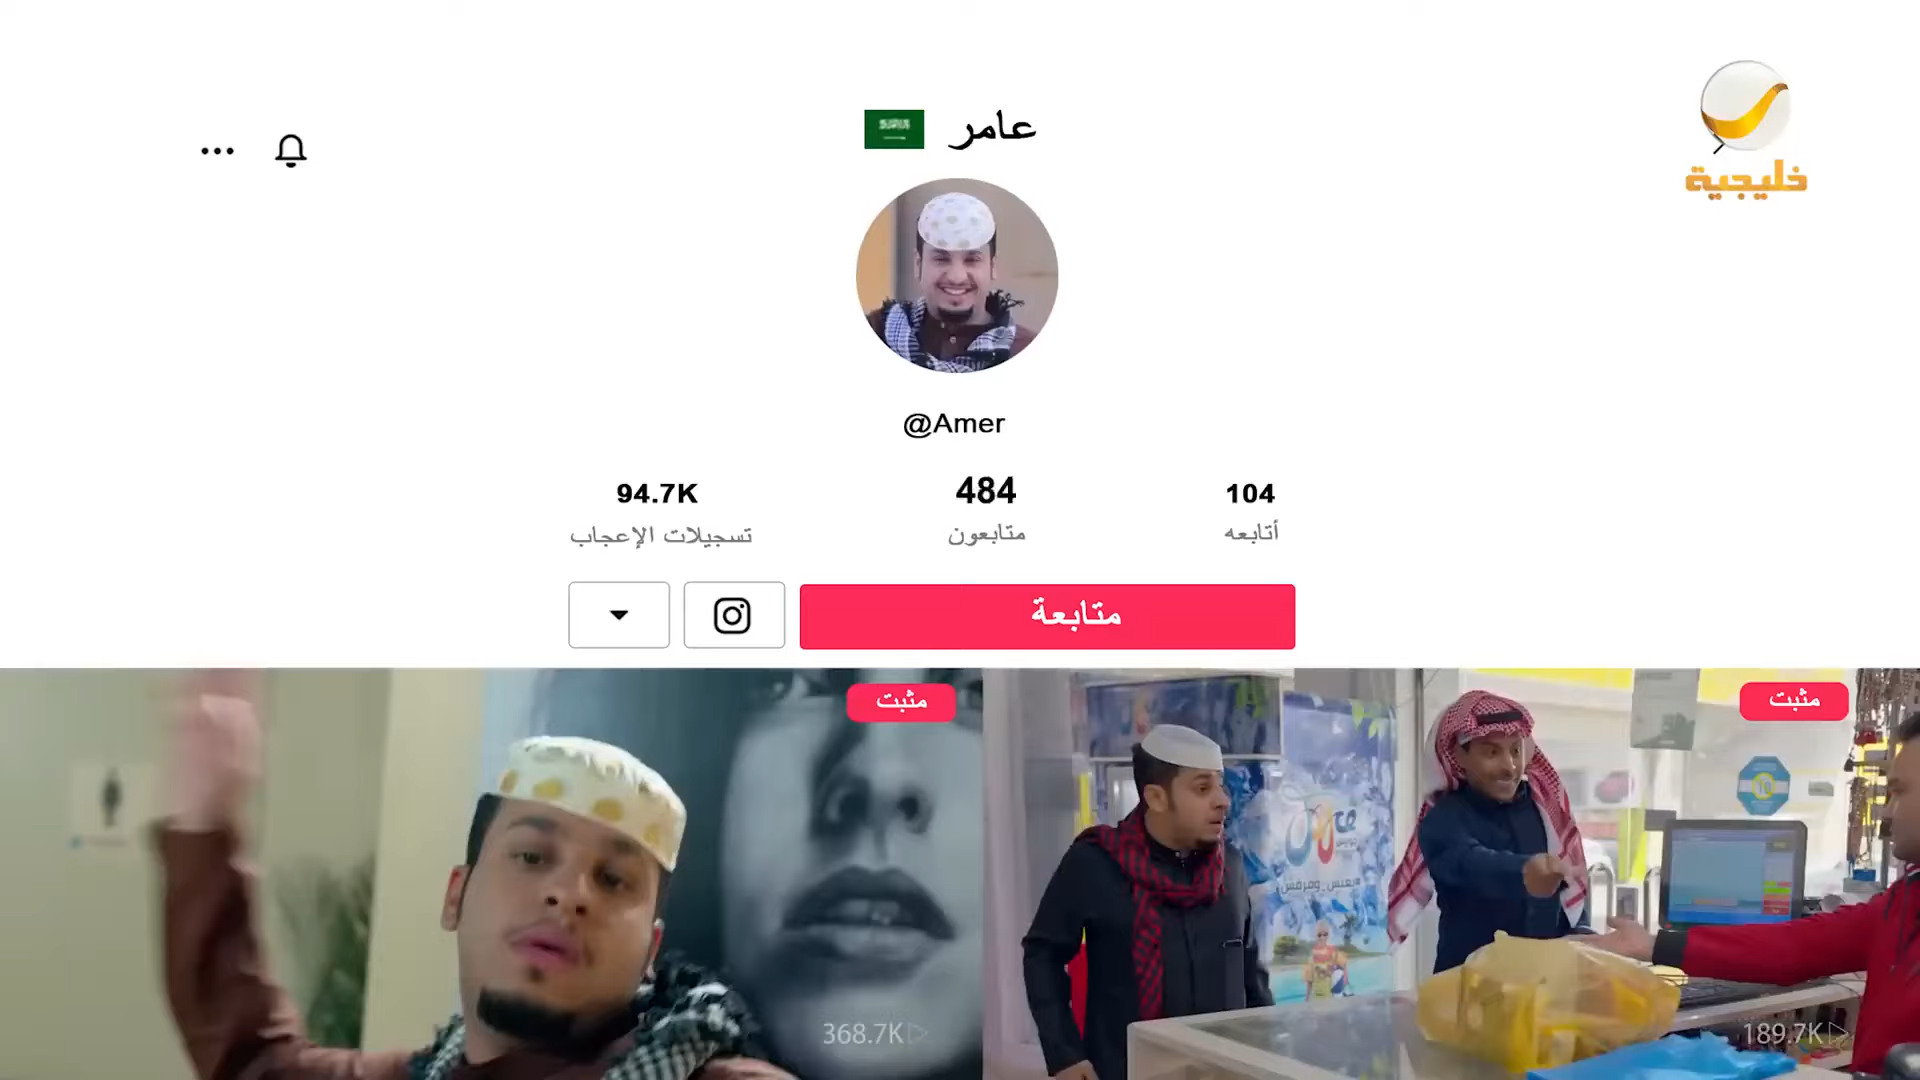 عامر
خليجية
@Amer
104
484
94.7K
أتابعه
متابعون
تسجيلات الإعجاب
متابعة
مثبت
مثبت
189.7K
368.7K